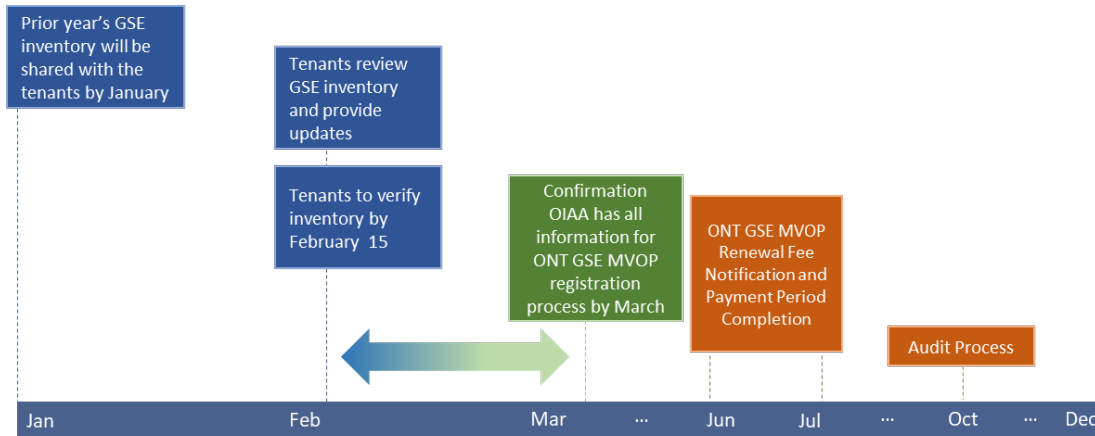 Prior year’s GSE
inventory will be
shared with the
tenants by January
Tenants review
GSE inventory
and provide
updates
Tenants to verify
inventory by
February 15
Confirmation
OIAA has all
information for
ONT GSE MVOP
registration
process by March
ONT GSE MVOP
Renewal Fee
Notification and
Payment Period
Completion
Audit Process
Jan Feb Mar ... Jun Jul ... Oct ... Dec